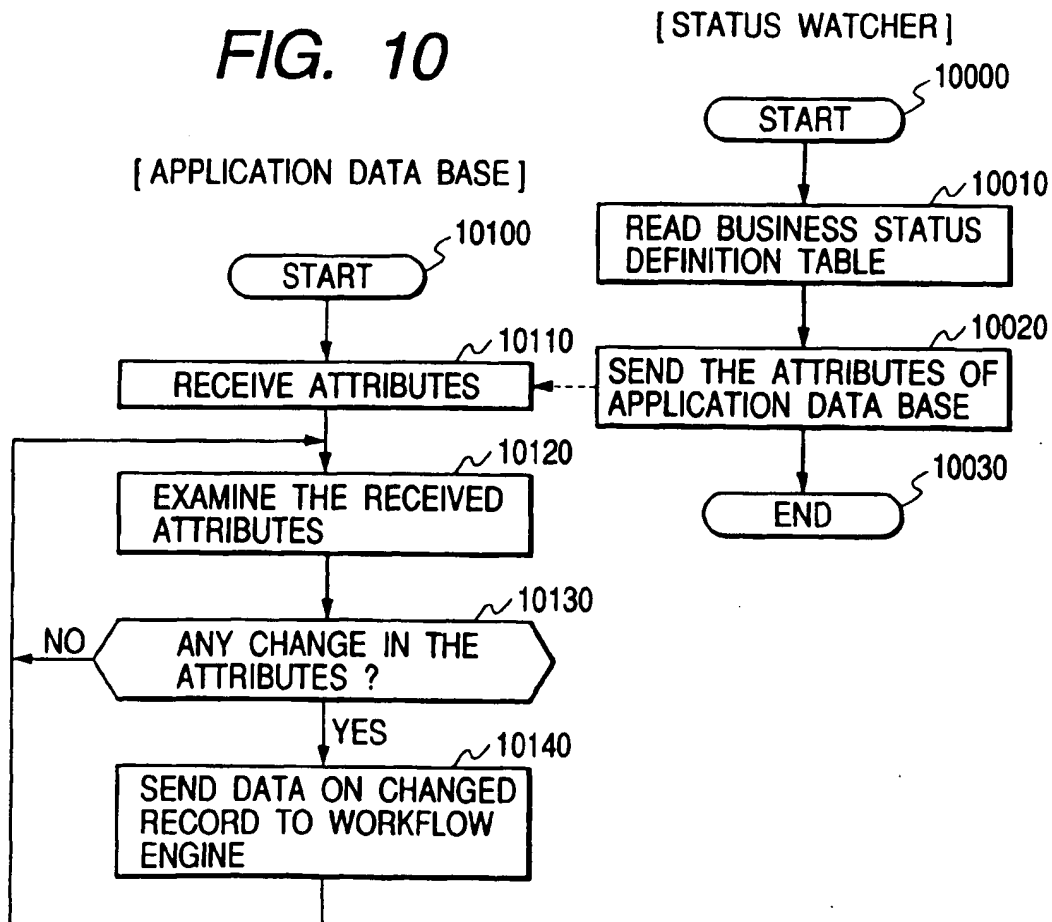 FIG. 10
[STATUS WATCHER]
10000
START
10010
READ BUSINESS STATUS
DEFINITION TABLE
10020
SEND THE ATTRIBUTES OF
APPLICATION DATA BASE
10030
END
[APPLICATION DATA BASE]
10100
START
10110
RECEIVE ATTRIBUTES
10120
EXAMINE THE RECEIVED
ATTRIBUTES
10130
ANY CHANGE IN THE
ATTRIBUTES ?
NO
YES
10140
SEND DATA ON CHANGED
RECORD TO WORKFLOW
ENGINE